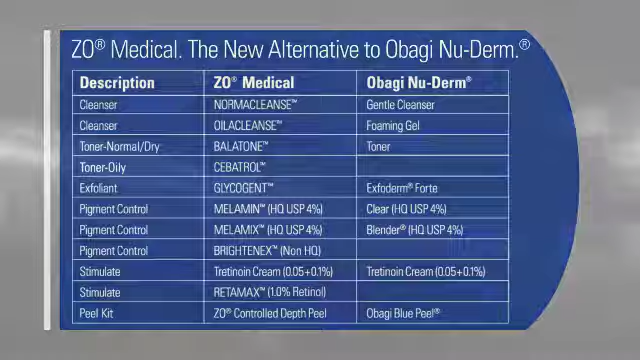 ZO® Medical. The New Alternative to Obagi Nu-Derm.®
Description ZO® Medical Obagi Nu-Derm®
Cleanser NORMACLEANSE™ Gentle Cleanser
Cleanser OILACLEANSE™ Foaming Gel
Toner-Normal/Dry BALATONE™ Toner
Toner-Oily CEBATROL™
Exfoliant GLYCOGENT™ Exfoderm® Forte
Pigment Control MELAMIN™ (HQ USP 4%) Clear (HQ USP 4%)
Pigment Control MELAMIX™ (HQ USP 4%) Blender® (HQ USP 4%)
Pigment Control BRIGHTENEX™ (Non HQ)
Stimulate Tretinoin Cream (0.05+0.1%) Tretinoin Cream (0.05+0.1%)
Stimulate RETAMAX™ (1.0% Retinol)
Peel Kit ZO® Controlled Depth Peel Obagi Blue Peel®